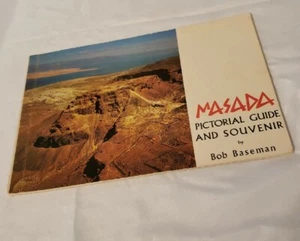 MASADA
PICTORIAL GUIDE
AND SOUVENIR
by
Bob Baseman